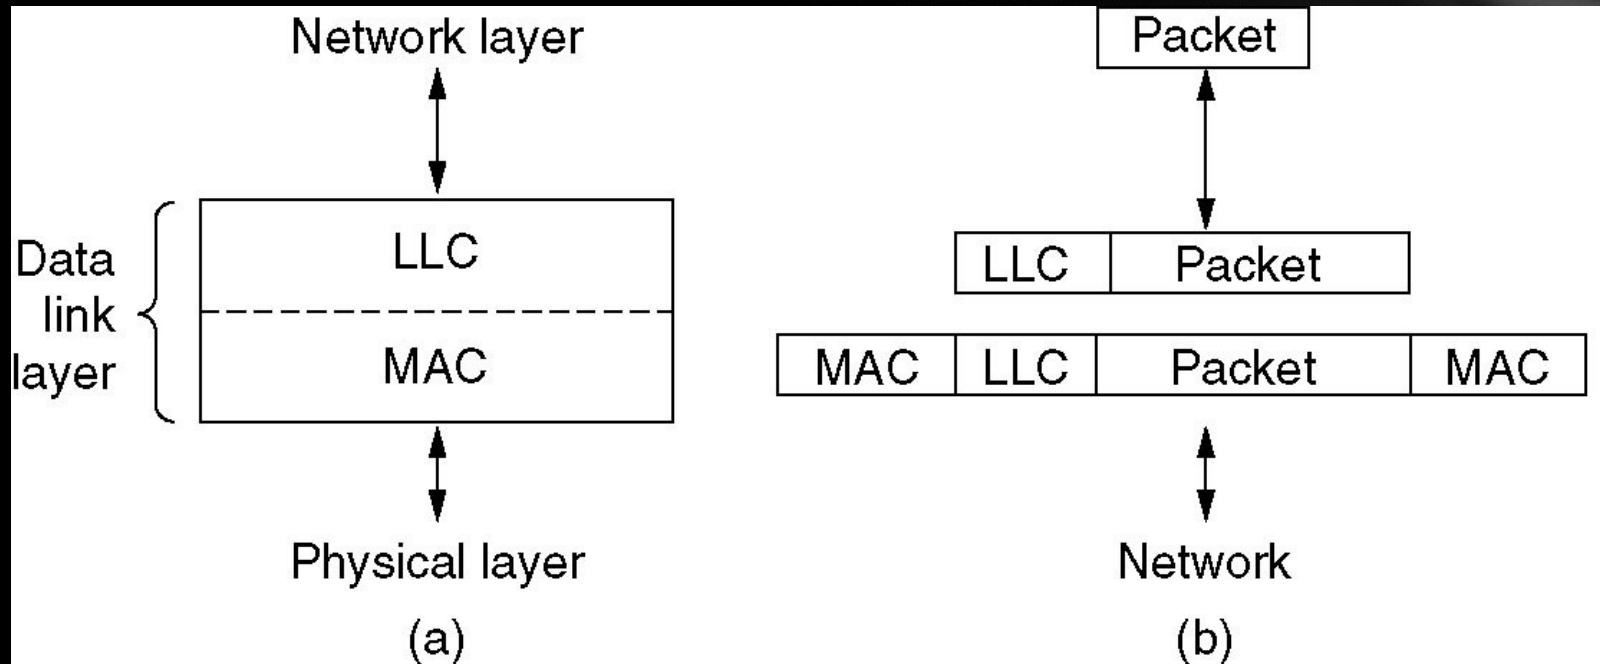 Network layer
Data
link
layer
LLC
MAC
Physical layer
(a)
Packet
LLC Packet
MAC LLC Packet MAC
Network
(b)